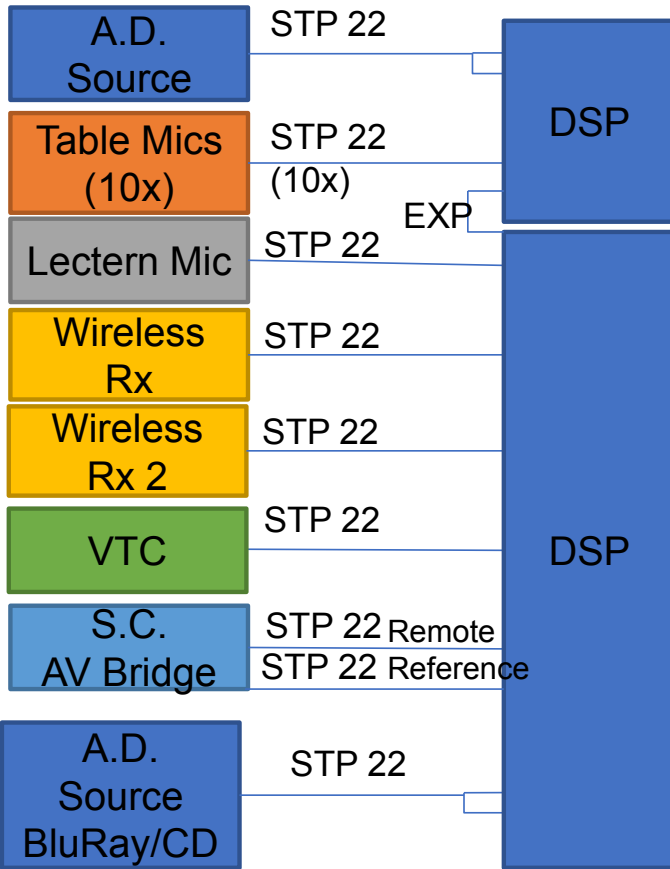 A.D.
Source
STP 22
DSP
Table Mics
(10x)
STP 22
(10x)
EXP
Lectern Mic
STP 22
Wireless
Rx
STP 22
Wireless
Rx 2
STP 22
VTC
STP 22
DSP
S.C.
AV Bridge
STP 22 Remote
STP 22 Reference
A.D.
Source
BluRay/CD
STP 22